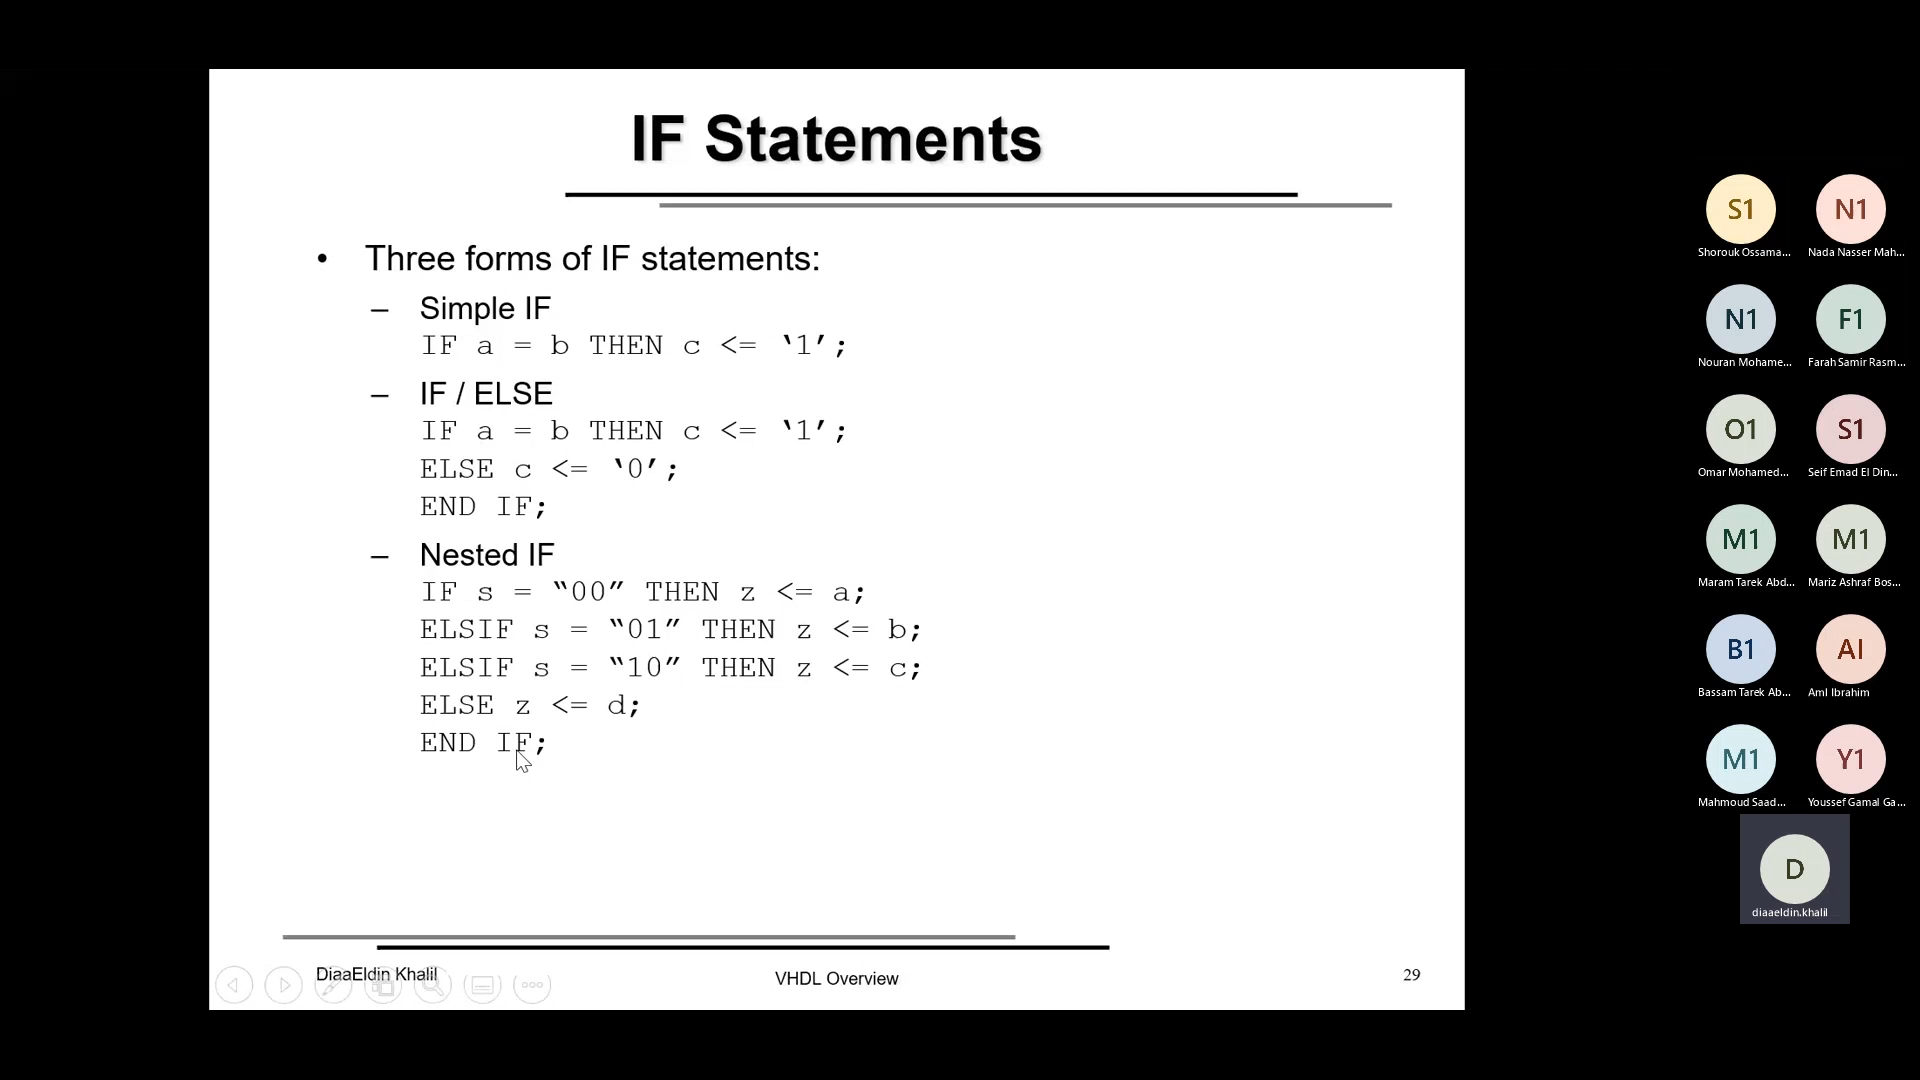 IF Statements
• Three forms of IF statements:
– Simple IF
IF a = b THEN c <= ‘1’;
– IF / ELSE
IF a = b THEN c <= ‘1’;
ELSE c <= ‘0’;
END IF;
– Nested IF
IF s = “00” THEN z <= a;
ELSIF s = “01” THEN z <= b;
ELSIF s = “10” THEN z <= c;
ELSE z <= d;
END IF;
DiaaEldin Khalil
VHDL Overview
29
S1
N1
Shorouk Ossama...
Nada Nasser Mah...
N1
F1
Nouran Mohame...
Farah Samir Rasm...
O1
S1
Omar Mohamed...
Seif Emad El Din...
M1
M1
Maram Tarek Abd...
Mariz Ashraf Bos...
B1
AI
Bassam Tarek Ab...
Aml Ibrahim
M1
Y1
Mahmoud Saad...
Youssef Gamal Ga...
D
diaaeldin.khalil